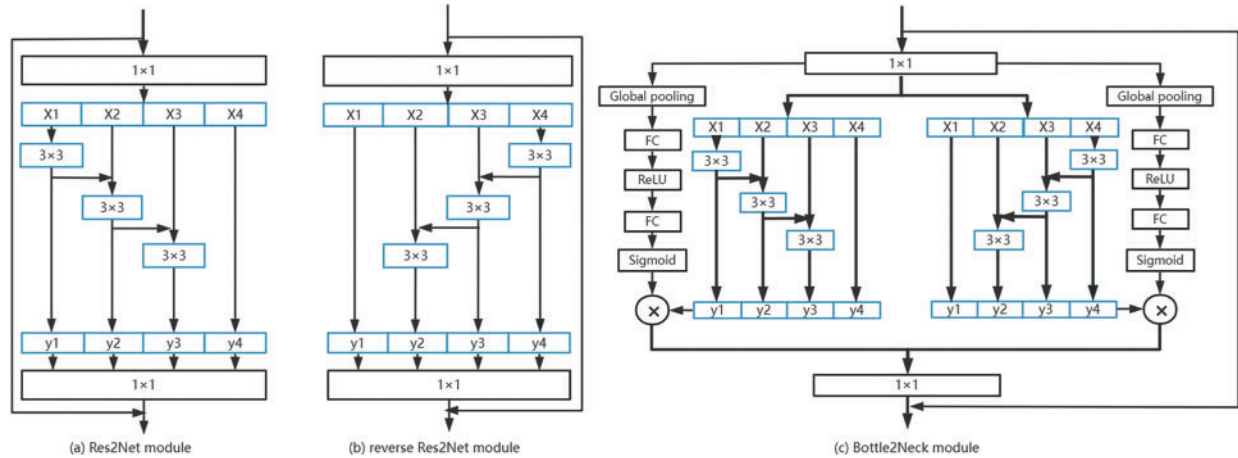 1×1
X1 X2 X3 X4
3×3
3×3
3×3
y1 y2 y3 y4
1×1
(a) Res2Net module
1×1
X1 X2 X3 X4
3×3
3×3
3×3
y1 y2 y3 y4
1×1
(b) reverse Res2Net module
1×1
Global pooling
FC
ReLU
FC
Sigmoid
×
X1 X2 X3 X4
3×3
3×3
3×3
y1 y2 y3 y4
X1 X2 X3 X4
3×3
3×3
3×3
y1 y2 y3 y4
Global pooling
FC
ReLU
FC
Sigmoid
×
1×1
(c) Bottle2Neck module